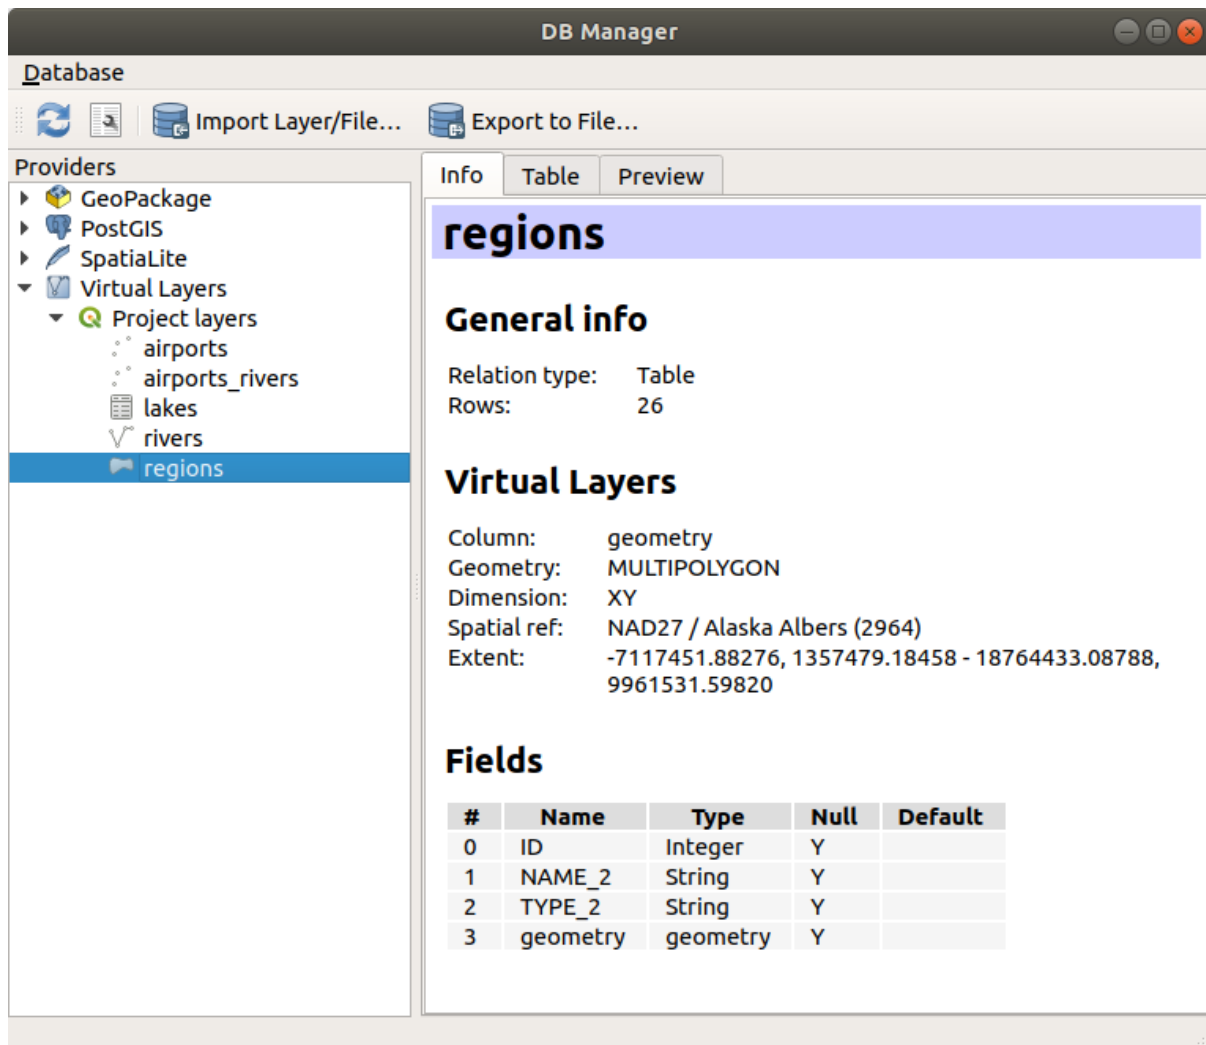 DB Manager
Database
Import Layer/File... Export to File...
Providers
GeoPackage
PostGIS
SpatiaLite
Virtual Layers
Project layers
airports
airports_rivers
lakes
rivers
regions
Info Table Preview
regions
General info
Relation type: Table
Rows: 26
Virtual Layers
Column: geometry
Geometry: MULTIPOLYGON
Dimension: XY
Spatial ref: NAD27 / Alaska Albers (2964)
Extent: -7117451.88276, 1357479.18458 - 18764433.08788,
9961531.59820
Fields
# Name Type Null Default
0 ID Integer Y
1 NAME_2 String Y
2 TYPE_2 String Y
3 geometry geometry Y